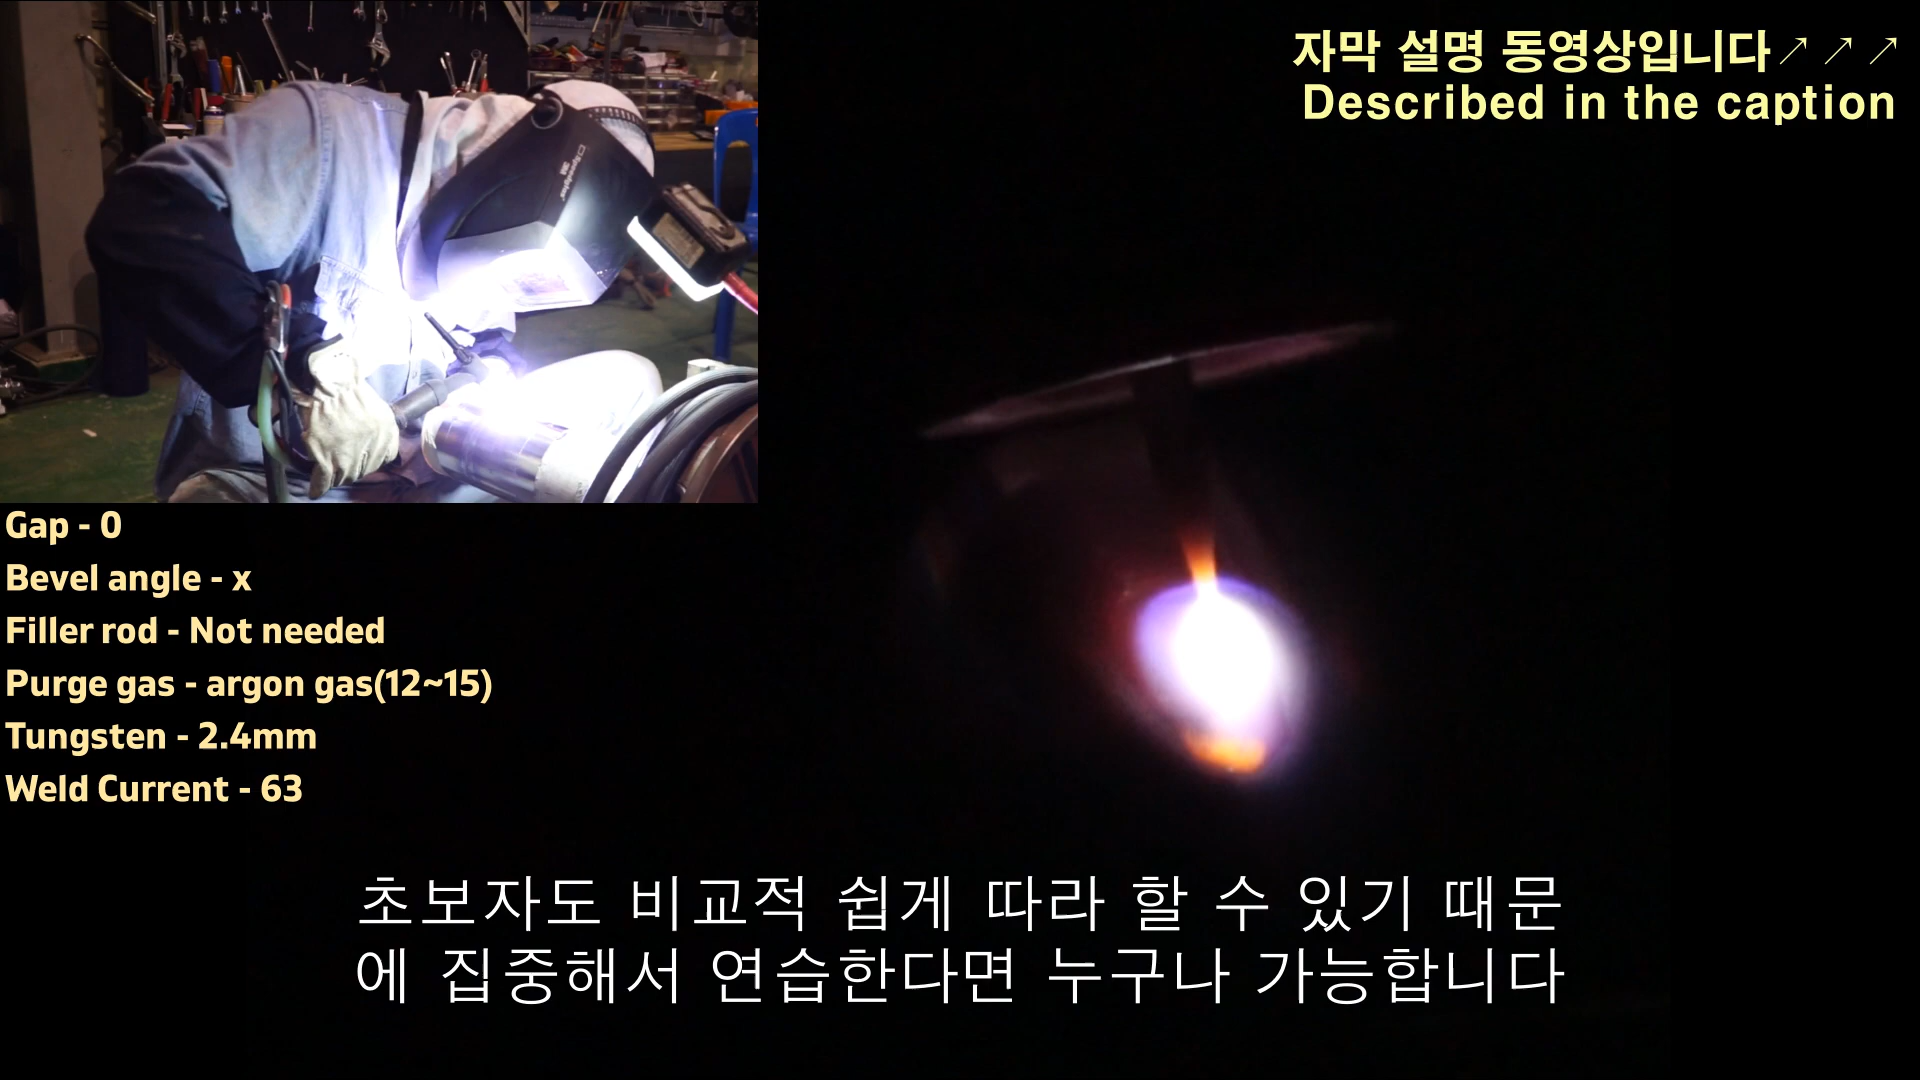 자막 설명 동영상입니다↗↗↗
Described in the caption
Gap - 0
Bevel angle - x
Filler rod - Not needed
Purge gas - argon gas(12~15)
Tungsten - 2.4mm
Weld Current - 63
초보자도 비교적 쉽게 따라 할 수 있기 때문
에 집중해서 연습한다면 누구나 가능합니다